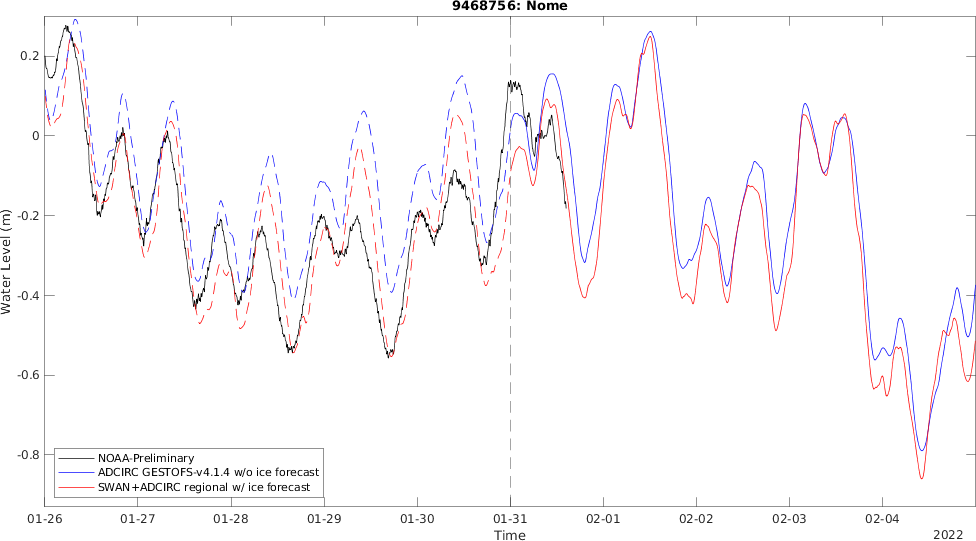 9468756: Nome
Water Level (m)
0.2
0
-0.2
-0.4
-0.6
-0.8
NOAA-Preliminary
ADCIRC GESTOFS-v4.1.4 w/o ice forecast
SWAN+ADCIRC regional w/ ice forecast
01-26 01-27 01-28 01-29 01-30 01-31 02-01 02-02 02-03 02-04
Time
2022